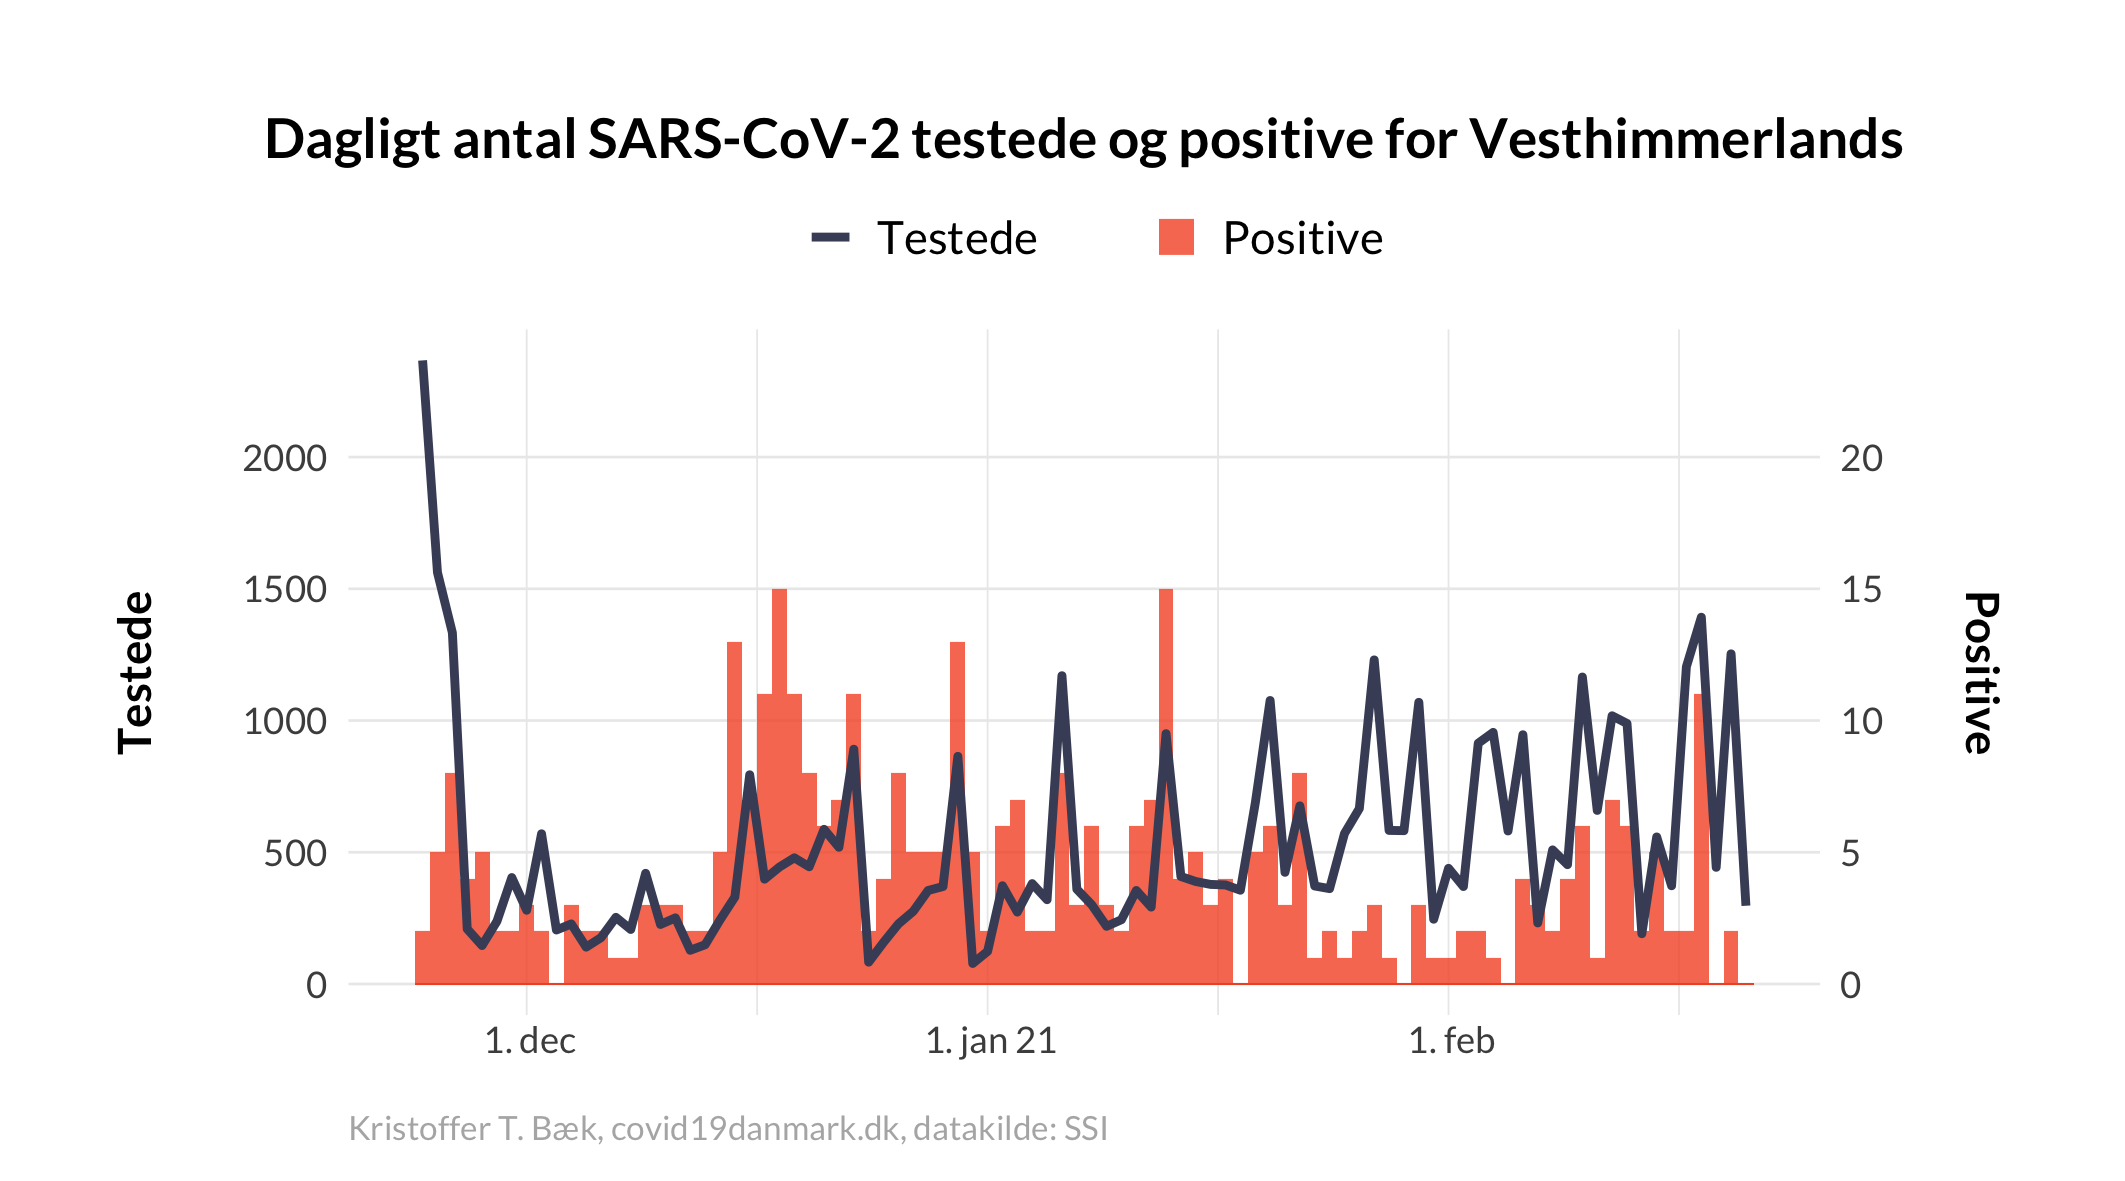 Dagligt antal SARS-CoV-2 testede og positive for Vesthimmerlands
Testede
Positive
Testede
2000
1500
1000
500
0
20
15
10
5
0
Positive
1. dec
1. jan 21
1. feb
Kristoffer T. Bæk, covid19danmark.dk, datakilde: SSI